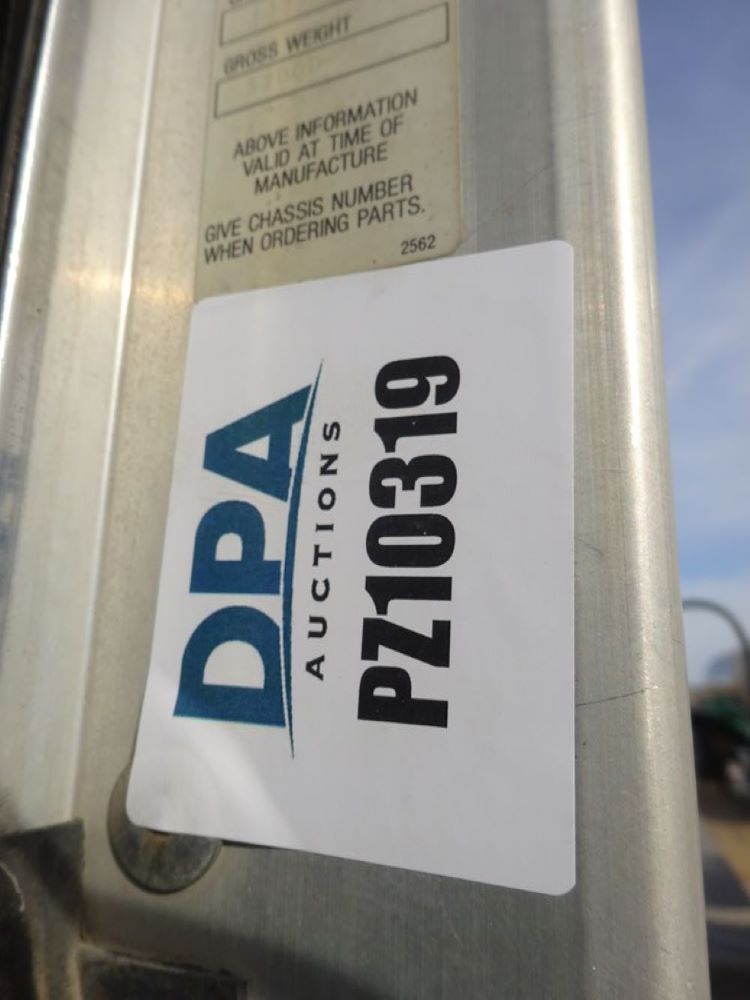 GROSS WEIGHT
ABOVE INFORMATION
VALID AT TIME OF
MANUFACTURE
GIVE CHASSIS NUMBER
WHEN ORDERING PARTS.
2562
DPA
AUCTIONS
PZ10319